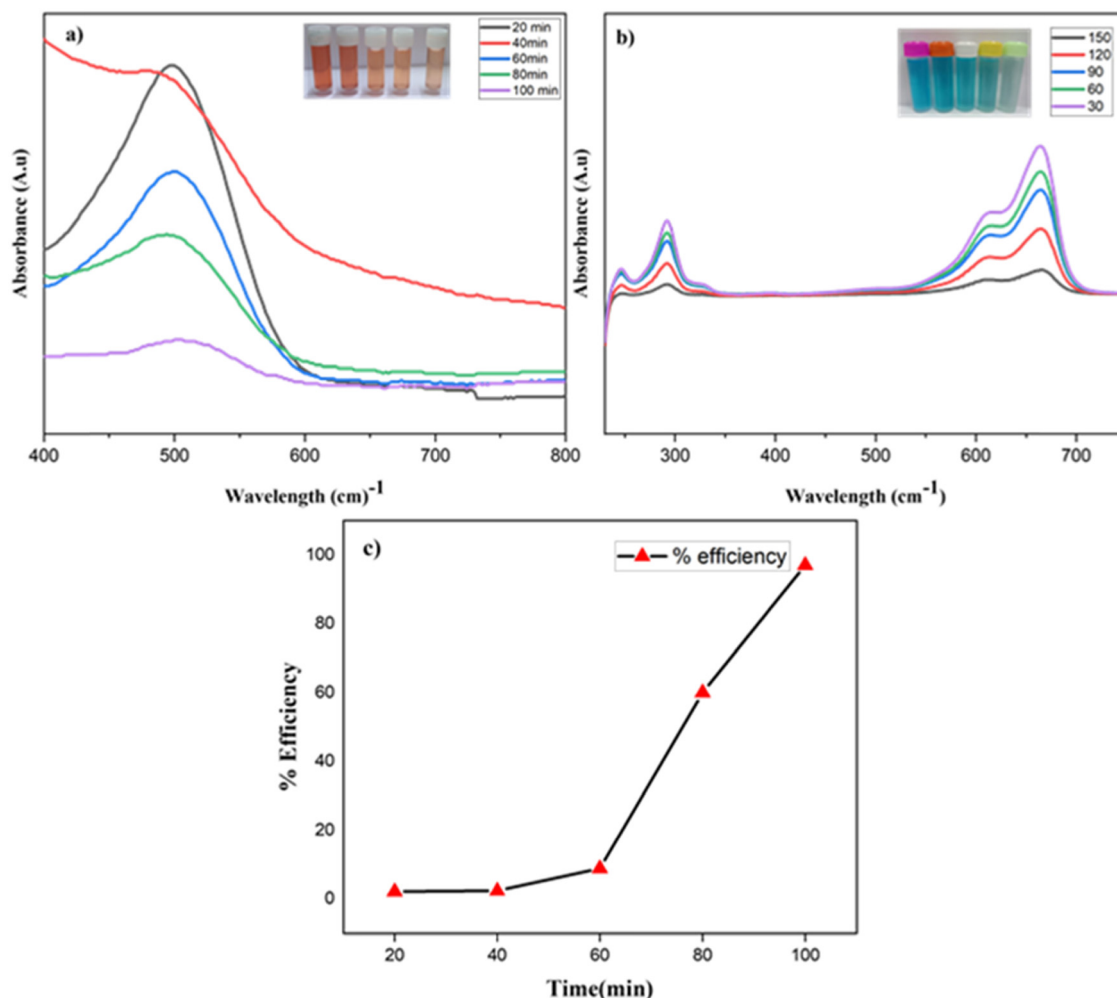 a)
20 min
40min
60min
80min
100 min
Absorbance (A.u)
400
500
600
700
800
Wavelength (cm)-1
b)
150
120
90
60
30
Absorbance (A.u)
300
400
500
600
700
Wavelength (cm-1)
c)
% efficiency
% Efficiency
100
80
60
40
20
0
20
40
60
80
100
Time(min)